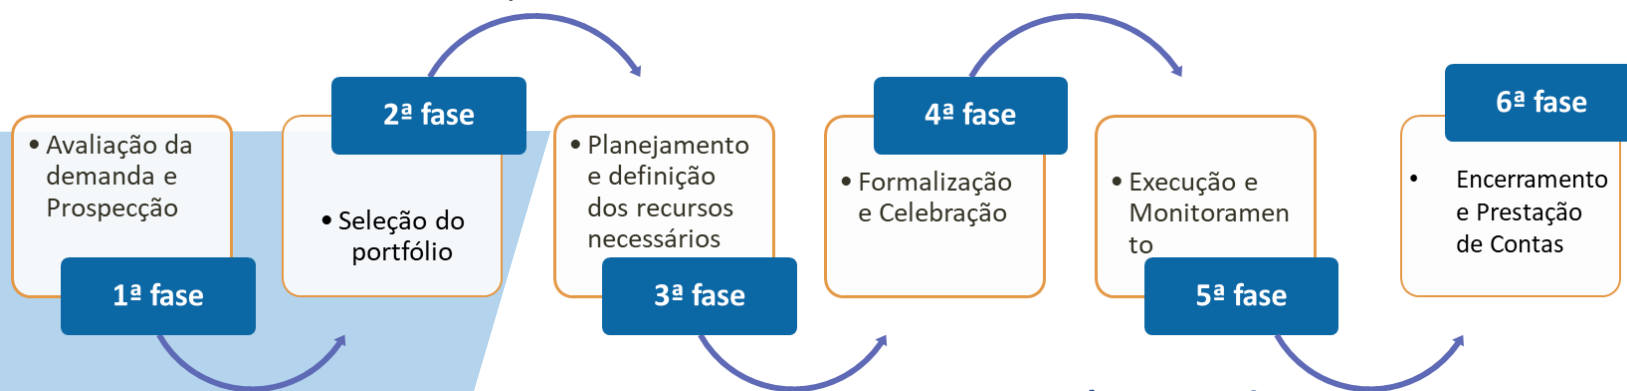 • Avaliação da
demanda e
Prospecção
1ª fase
2ª fase
• Seleção do
portfólio
• Planejamento
e definição
dos recursos
necessários
3ª fase
4ª fase
• Formalização
e Celebração
• Execução e
Monitoramen
to
5ª fase
6ª fase
• Encerramento
e Prestação
de Contas